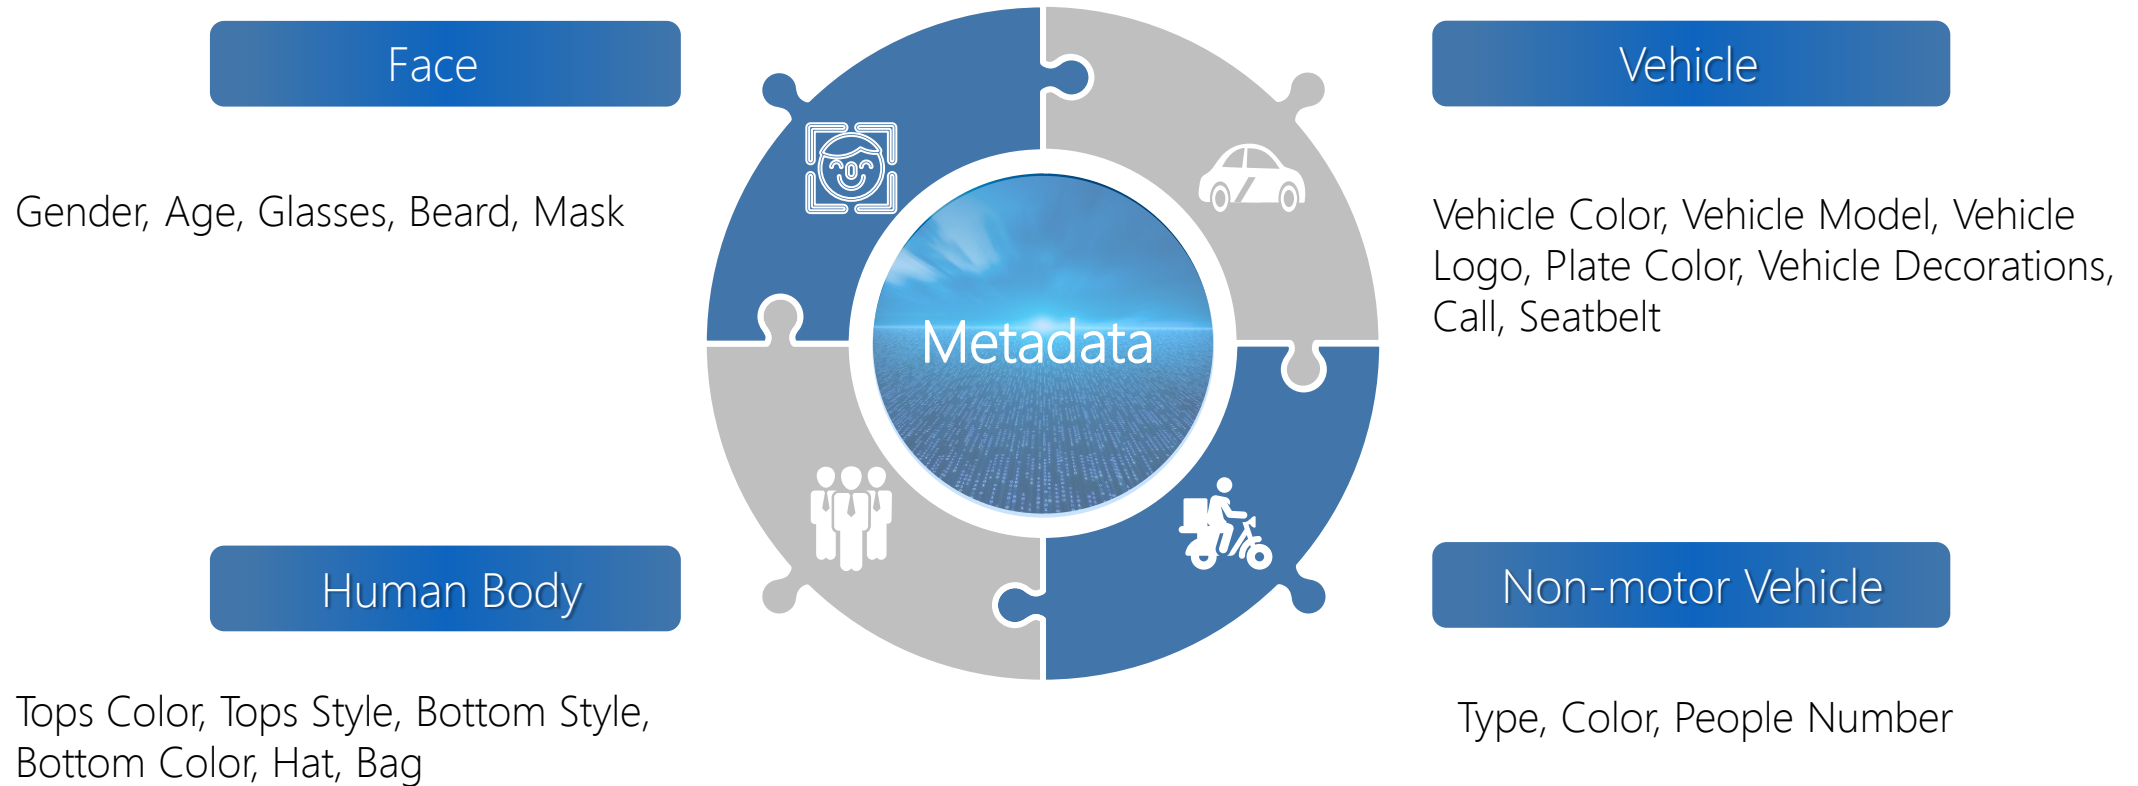 Face
Gender, Age, Glasses, Beard, Mask
Vehicle
Vehicle Color, Vehicle Model, Vehicle
Logo, Plate Color, Vehicle Decorations,
Call, Seatbelt
Metadata
Human Body
Tops Color, Tops Style, Bottom Style,
Bottom Color, Hat, Bag
Non-motor Vehicle
Type, Color, People Number